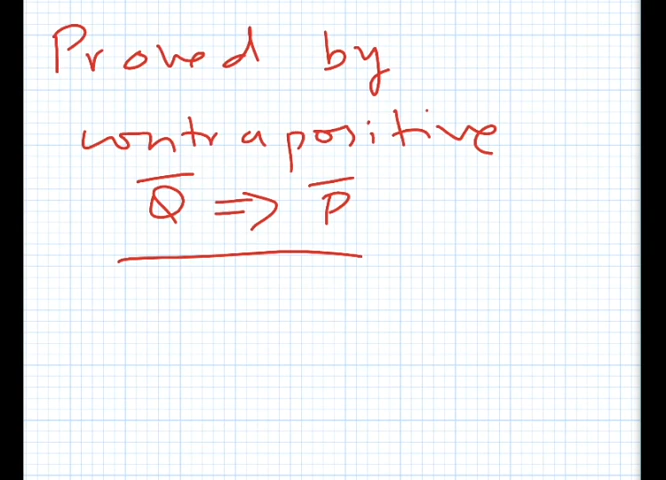 Proved by
contrapositive
Q̅ => P̅